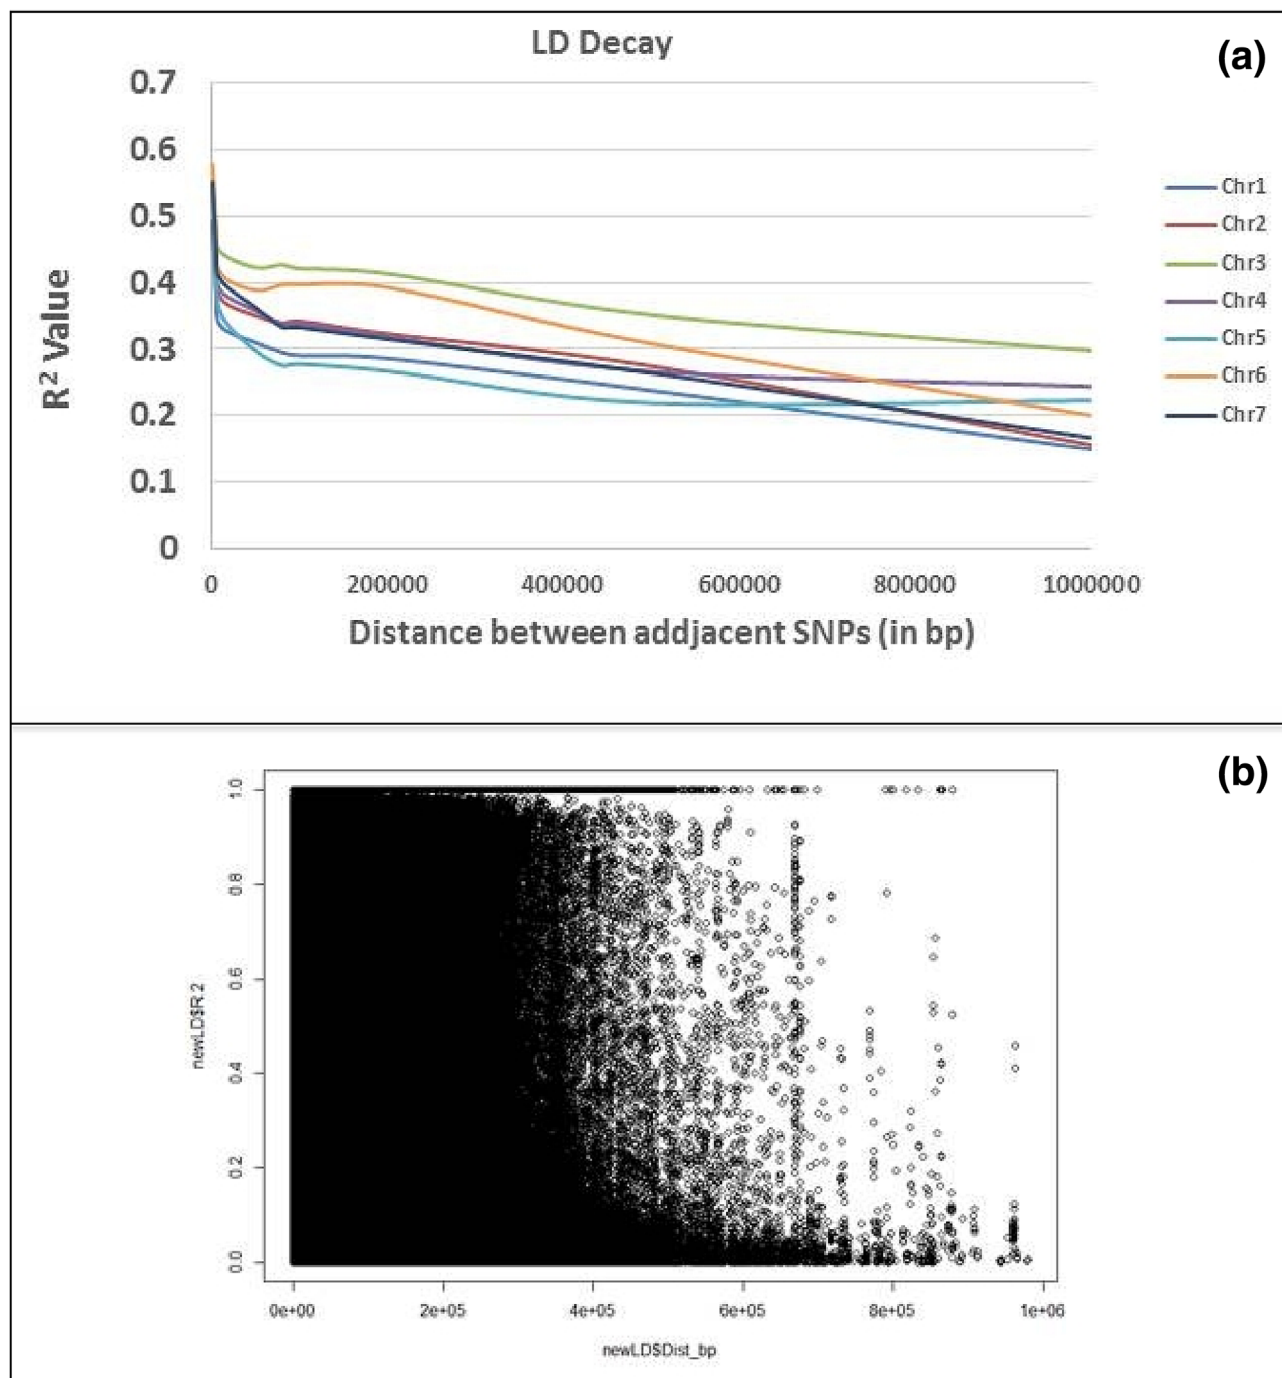 LD Decay
(a)
0.7
0.6
0.5
0.4
0.3
0.2
0.1
0
R² Value
0 200000 400000 600000 800000 1000000
Distance between addjacent SNPs (in bp)
Chr1
Chr2
Chr3
Chr4
Chr5
Chr6
Chr7
(b)
1.0
0.8
0.6
0.4
0.2
0.0
newLD$R.2
0e+00 2e+05 4e+05 6e+05 8e+05 1e+06
newLD$Dist_bp